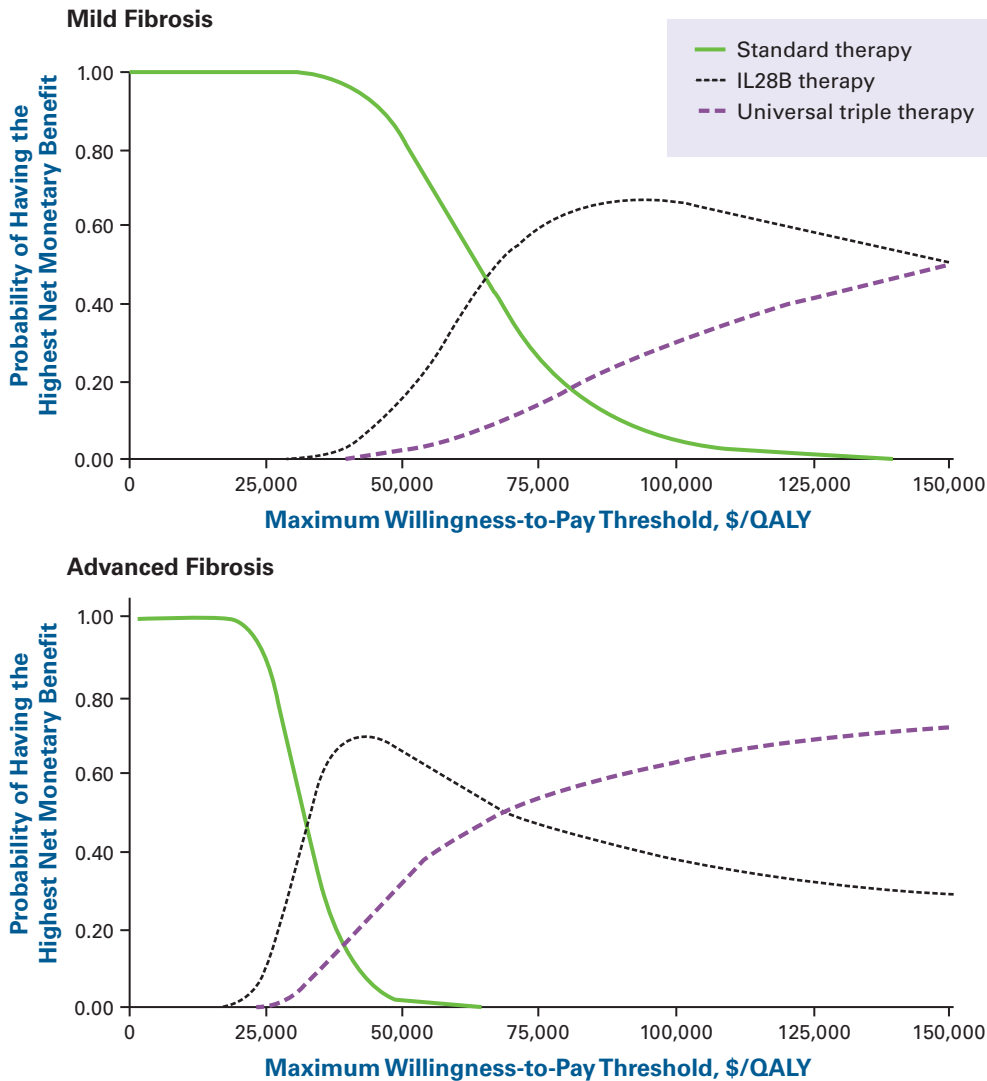 Mild Fibrosis
Standard therapy
IL28B therapy
Universal triple therapy
Probability of Having the
Highest Net Monetary Benefit
1.00
0.80
0.60
0.40
0.20
0.00
0 25,000 50,000 75,000 100,000 125,000 150,000
Maximum Willingness-to-Pay Threshold, $/QALY
Advanced Fibrosis
Probability of Having the
Highest Net Monetary Benefit
1.00
0.80
0.60
0.40
0.20
0.00
0 25,000 50,000 75,000 100,000 125,000 150,000
Maximum Willingness-to-Pay Threshold, $/QALY